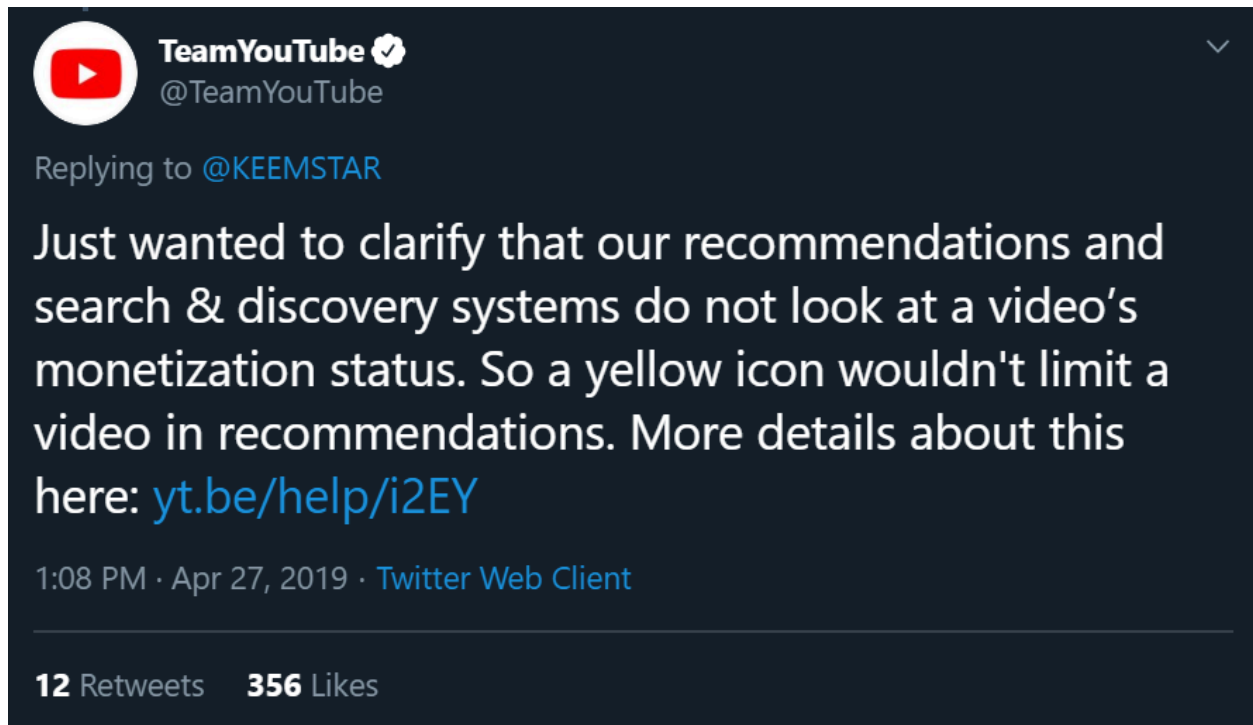 TeamYouTube
@TeamYouTube
Replying to @KEEMSTAR
Just wanted to clarify that our recommendations and
search & discovery systems do not look at a video’s
monetization status. So a yellow icon wouldn't limit a
video in recommendations. More details about this
here: yt.be/help/i2EY
1:08 PM · Apr 27, 2019 · Twitter Web Client
12 Retweets 356 Likes